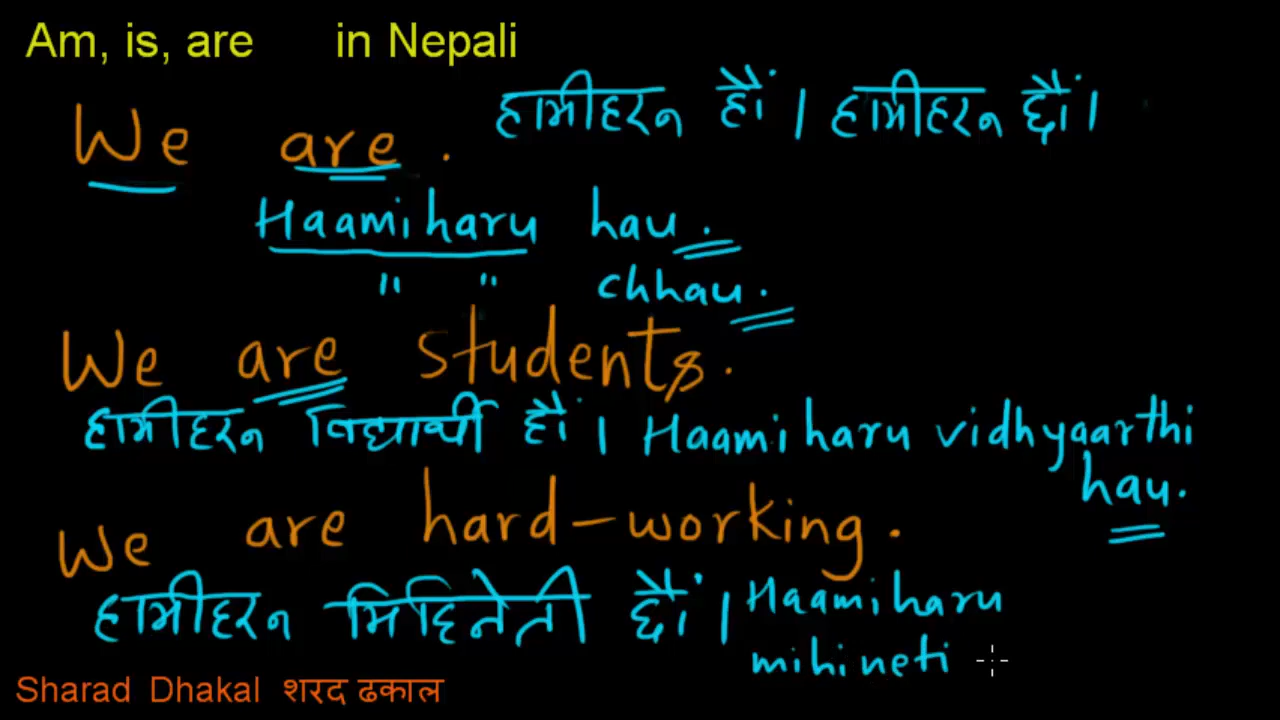 Am, is, are in Nepali
We are. हामीहरु हौं। हामीहरु छौं।
Haamiharu hau.
" " chhau.
We are students.
हामीहरु विद्यार्थी हौं। Haamiharu vidhyaarthi
hau.
We are hard-working.
हामीहरु मिहिनेती छौं। Haamiharu
mihineti
Sharad Dhakal शरद ढकाल